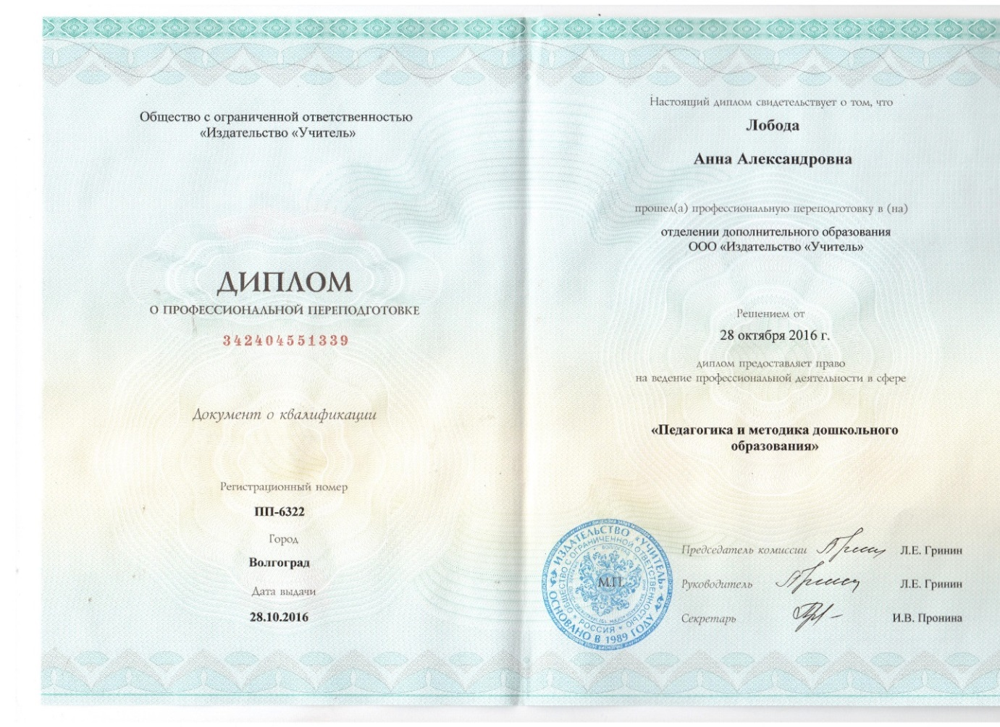 Общество с ограниченной ответственностью
«Издательство «Учитель»
ДИПЛОМ
О ПРОФЕССИОНАЛЬНОЙ ПЕРЕПОДГОТОВКЕ
342404551339
Документ о квалификации
Регистрационный номер
ПП-6322
Город
Волгоград
Дата выдачи
28.10.2016
Настоящий диплом свидетельствует о том, что
Лобода
Анна Александровна
прошел(а) профессиональную переподготовку в (на)
отделении дополнительного образования
ООО «Издательство «Учитель»
Решением от
28 октября 2016 г.
диплом предоставляет право
на ведение профессиональной деятельности в сфере
«Педагогика и методика дошкольного
образования»
ИЗДАТЕЛЬСТВО «УЧИТЕЛЬ»
ОСНОВАНО В 1989 ГОДУ
ОБЩЕСТВО С ОГРАНИЧЕННОЙ ОТВЕТСТВЕННОСТЬЮ
РОССИЯ
М.П.
Председатель комиссии Л.Е. Гринин
Руководитель Л.Е. Гринин
Секретарь И.В. Пронина